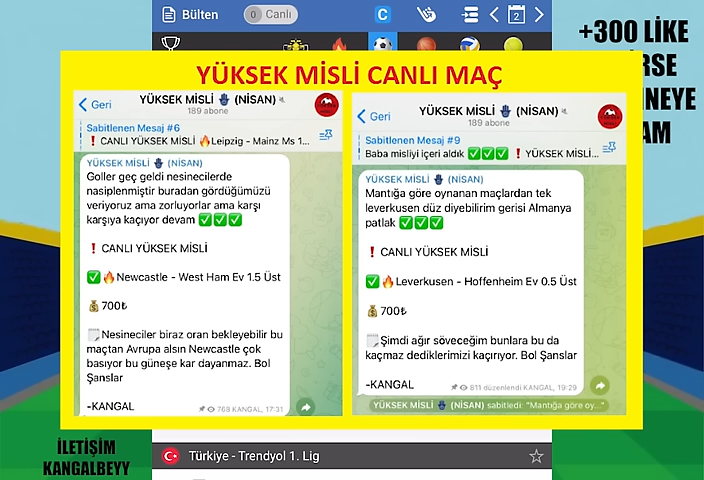 Bülten
0 Canlı
C
2
+300 LİKE
RSE
NEYE
AM
YÜKSEK MİSLİ CANLI MAÇ
Geri
YÜKSEK MİSLİ (NİSAN)
189 abone
Sabitlenen Mesaj #6
❗ CANLI YÜKSEK MİSLİ 🔥Leipzig - Mainz Ms 1...
YÜKSEK MİSLİ (NİSAN)
Goller geç geldi nesinecilerde
nasiplenmiştir buradan gördüğümüzü
veriyoruz ama zorluyorlar ama karşı
karşıya kaçıyor devam ✅✅✅
❗ CANLI YÜKSEK MİSLİ
✅🔥Newcastle - West Ham Ev 1.5 Üst
💰700₺
🗒Nesineciler biraz oran bekleyebilir bu
maçtan Avrupa alsın Newcastle çok
basıyor bu güneşe kar dayanmaz. Bol
Şanslar
-KANGAL
768 KANGAL, 17:31
Geri
YÜKSEK MİSLİ (NİSAN)
189 abone
Sabitlenen Mesaj #9
Baba misliyi içeri aldık ✅✅✅ ❗ YÜKSEK MİSLİ...
YÜKSEK MİSLİ (NİSAN)
Mantığa göre oynanan maçlardan tek
leverkusen düz diyebilirim gerisi Almanya
patlak ✅✅✅
❗ CANLI YÜKSEK MİSLİ
✅🔥Leverkusen - Hoffenheim Ev 0.5 Üst
💰700₺
🗒Şimdi ağır söveceğim bunlara bu da
kaçmaz dediklerimizi kaçırıyor. Bol Şanslar
-KANGAL
811 düzenlendi KANGAL, 19:29
YÜKSEK MİSLİ (NİSAN) sabitledi: "Mantığa göre oy..."
İLETİŞİM
KANGALBEYY
Türkiye - Trendyol 1. Lig